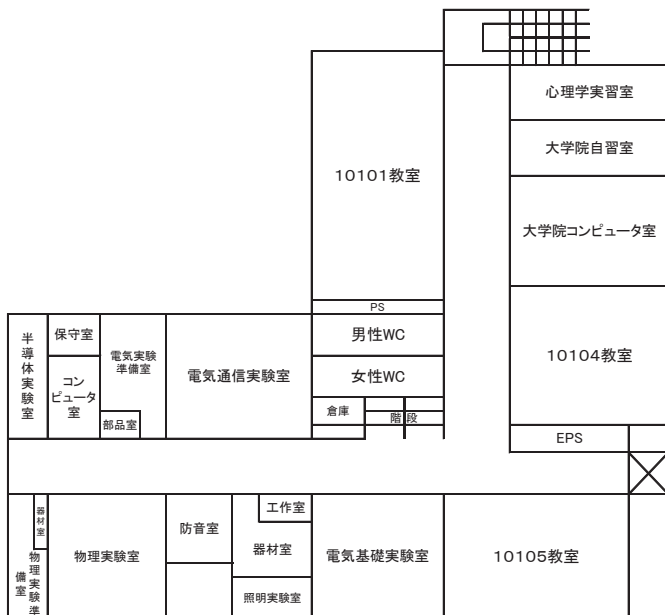 心理学実習室
大学院自習室
10101教室
大学院コンピュータ室
PS
男性WC
女性WC
倉庫
階段
10104教室
EPS
半導体実験室
保守室
コン
ピュータ
室
電気実験
準備室
部品室
電気通信実験室
器材室
物理実験準
備室
物理実験室
防音室
工作室
器材室
照明実験室
電気基礎実験室
10105教室